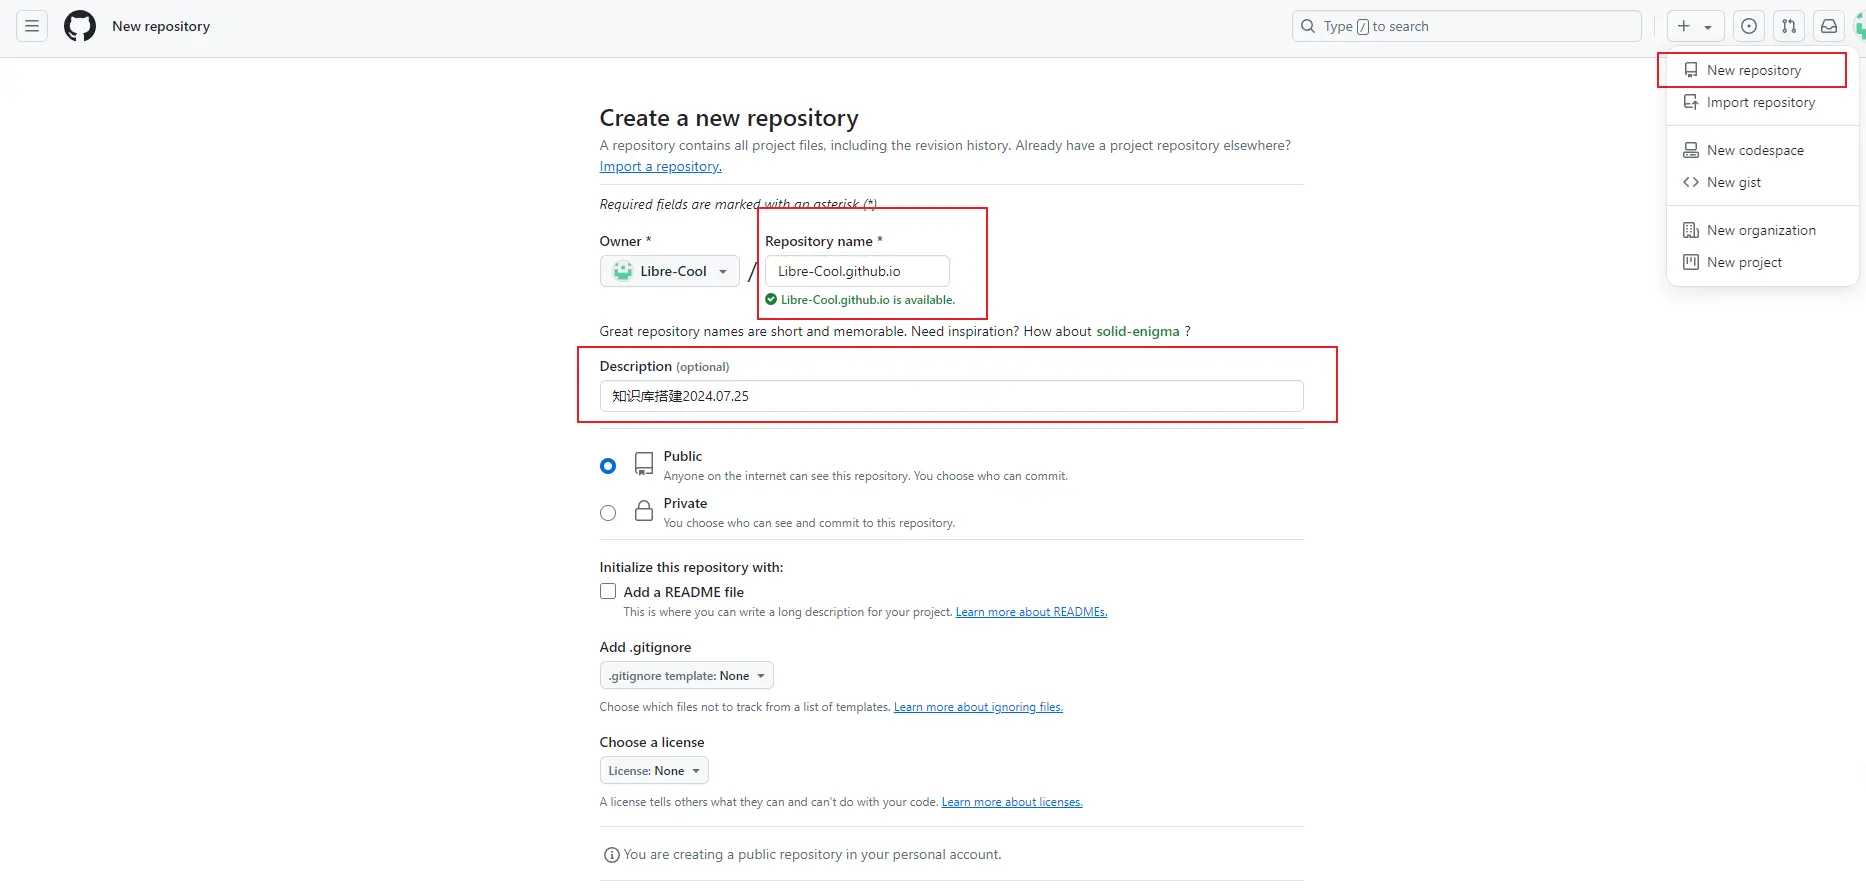 New repository
Type / to search
New repository
Import repository
New codespace
New gist
New organization
New project
Create a new repository
A repository contains all project files, including the revision history. Already have a project repository elsewhere?
Import a repository.
Required fields are marked with an asterisk (*)
Owner *
Repository name *
Libre-Cool
/
Libre-Cool.github.io
Libre-Cool.github.io is available.
Great repository names are short and memorable. Need inspiration? How about solid-enigma ?
Description (optional)
知识库搭建2024.07.25
Public
Anyone on the internet can see this repository. You choose who can commit.
Private
You choose who can see and commit to this repository.
Initialize this repository with:
Add a README file
This is where you can write a long description for your project. Learn more about READMEs.
Add .gitignore
.gitignore template: None
Choose which files not to track from a list of templates. Learn more about ignoring files.
Choose a license
License: None
A license tells others what they can and can't do with your code. Learn more about licenses.
You are creating a public repository in your personal account.